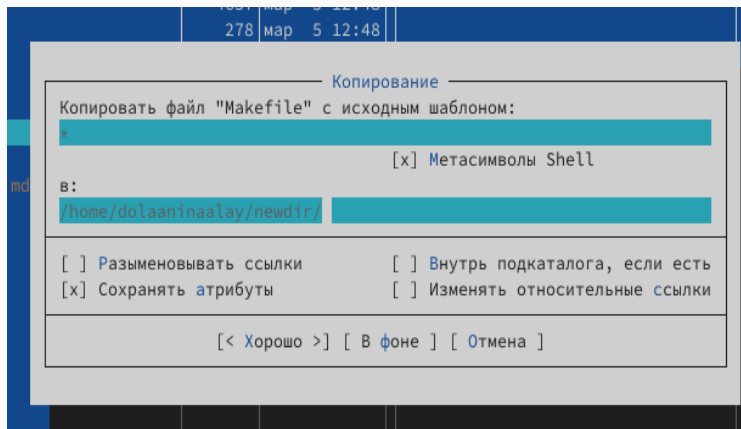 278 мар 5 12:48
Копирование
Копировать файл "Makefile" с исходным шаблоном:
*
[x] Метасимволы Shell
md
в:
/home/dolaaninaalay/newdir/
[ ] Разыменовывать ссылки [ ] Внутрь подкаталога, если есть
[x] Сохранять атрибуты [ ] Изменять относительные ссылки
[< Хорошо >] [ В фоне ] [ Отмена ]